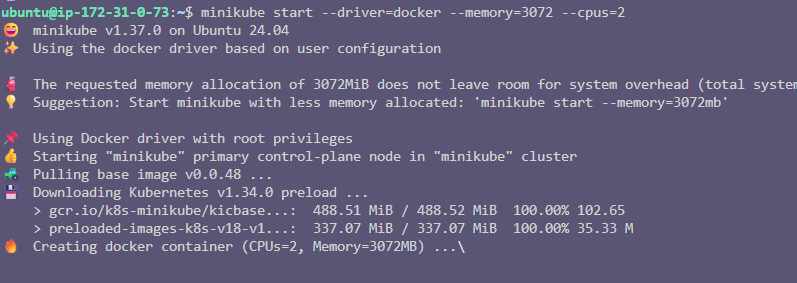 ubuntu@ip-172-31-0-73:~$ minikube start --driver=docker --memory=3072 --cpus=2
😄 minikube v1.37.0 on Ubuntu 24.04
✨ Using the docker driver based on user configuration
🧯 The requested memory allocation of 3072MiB does not leave room for system overhead (total system
💡 Suggestion: Start minikube with less memory allocated: 'minikube start --memory=3072mb'
📌 Using Docker driver with root privileges
👍 Starting "minikube" primary control-plane node in "minikube" cluster
🚜 Pulling base image v0.0.48 ...
💾 Downloading Kubernetes v1.34.0 preload ...
> gcr.io/k8s-minikube/kicbase...: 488.51 MiB / 488.52 MiB 100.00% 102.65
> preloaded-images-k8s-v18-v1...: 337.07 MiB / 337.07 MiB 100.00% 35.33 M
🔥 Creating docker container (CPUs=2, Memory=3072MB) ...\